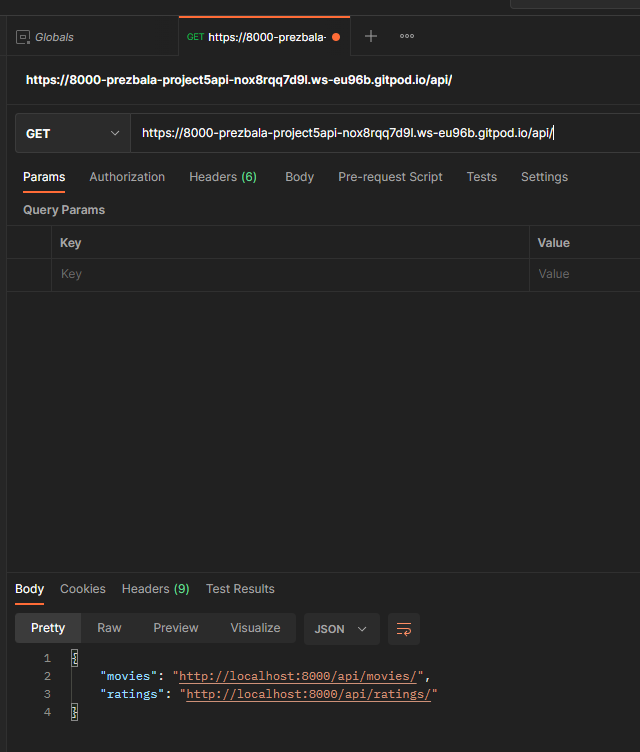 Globals
GET https://8000-prezbala-
https://8000-prezbala-project5api-nox8rqq7d9l.ws-eu96b.gitpod.io/api/
GET https://8000-prezbala-project5api-nox8rqq7d9l.ws-eu96b.gitpod.io/api/
Params Authorization Headers (6) Body Pre-request Script Tests Settings
Query Params
Key Value
Key Value
Body Cookies Headers (9) Test Results
Pretty Raw Preview Visualize JSON
1 {
2 "movies": "http://localhost:8000/api/movies/",
3 "ratings": "http://localhost:8000/api/ratings/"
4 }